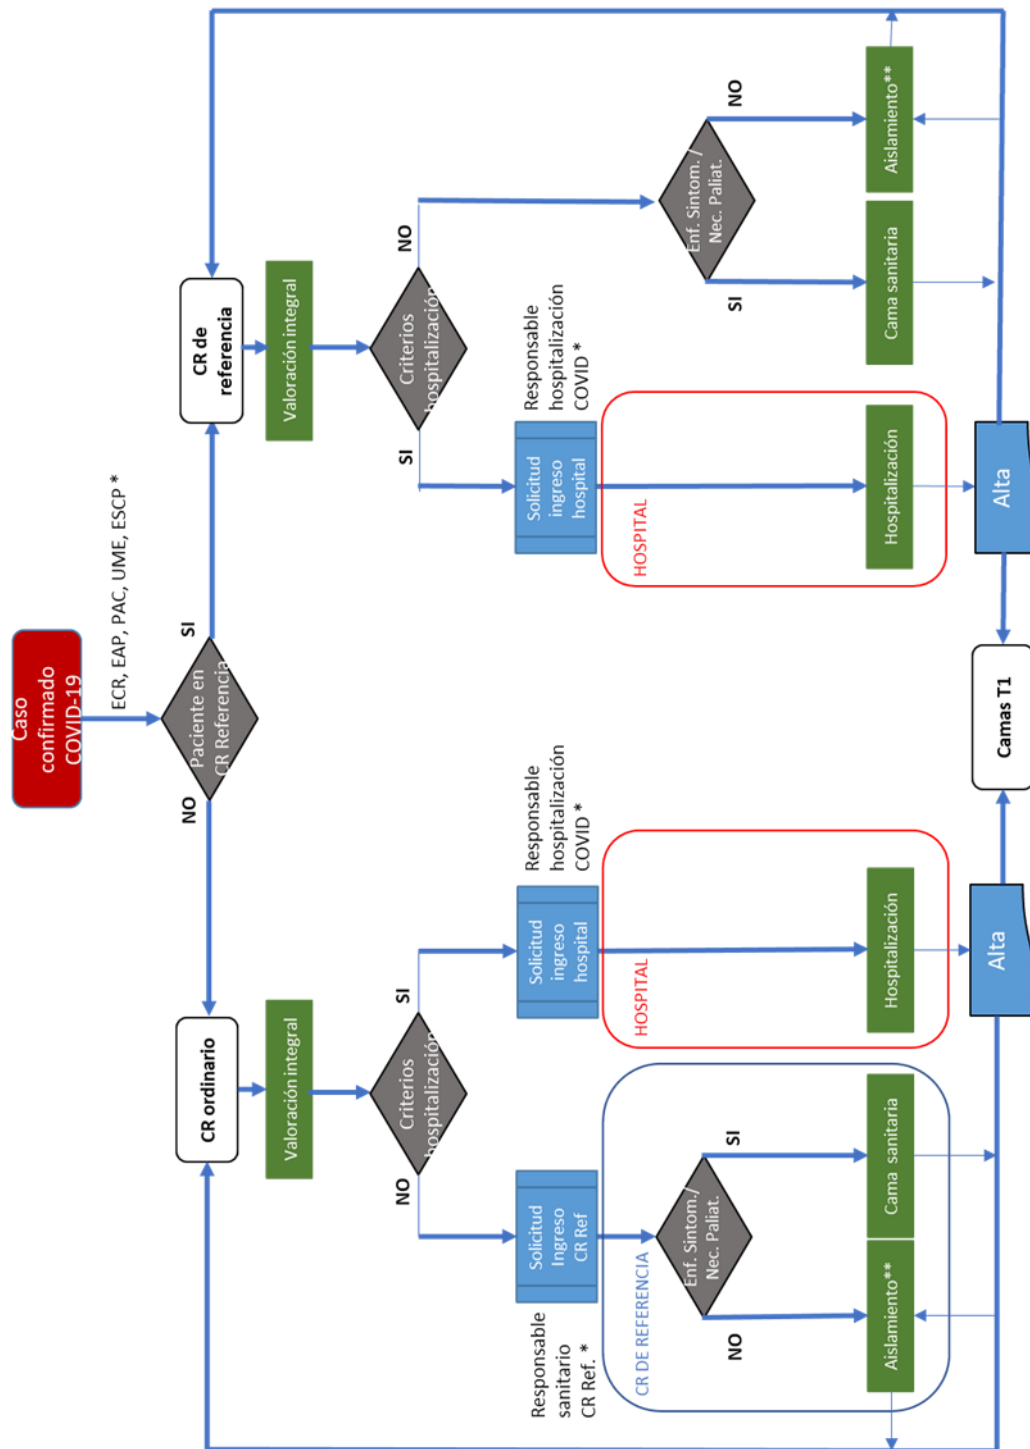 Caso
confirmado
COVID-19
ECR, EAP, PAC, UME, ESCP *
Paciente en
CR Referencia
NO
SI
CR ordinario
Valoración integral
Criterios
hospitalización
NO
SI
Responsable
sanitario
CR Ref. *
Solicitud
Ingreso
CR Ref
Solicitud
ingreso
hospital
Responsable
hospitalización
COVID *
CR DE REFERENCIA
Enf. Sintom./
Nec. Paliat.
NO
SI
Aislamiento**
Cama sanitaria
HOSPITAL
Hospitalización
Alta
Camas T1
CR de
referencia
Valoración integral
Criterios
hospitalización
SI
NO
Solicitud
ingreso
hospital
Responsable
hospitalización
COVID *
HOSPITAL
Hospitalización
Alta
Enf. Sintom. /
Nec. Paliat.
SI
NO
Cama sanitaria
Aislamiento**